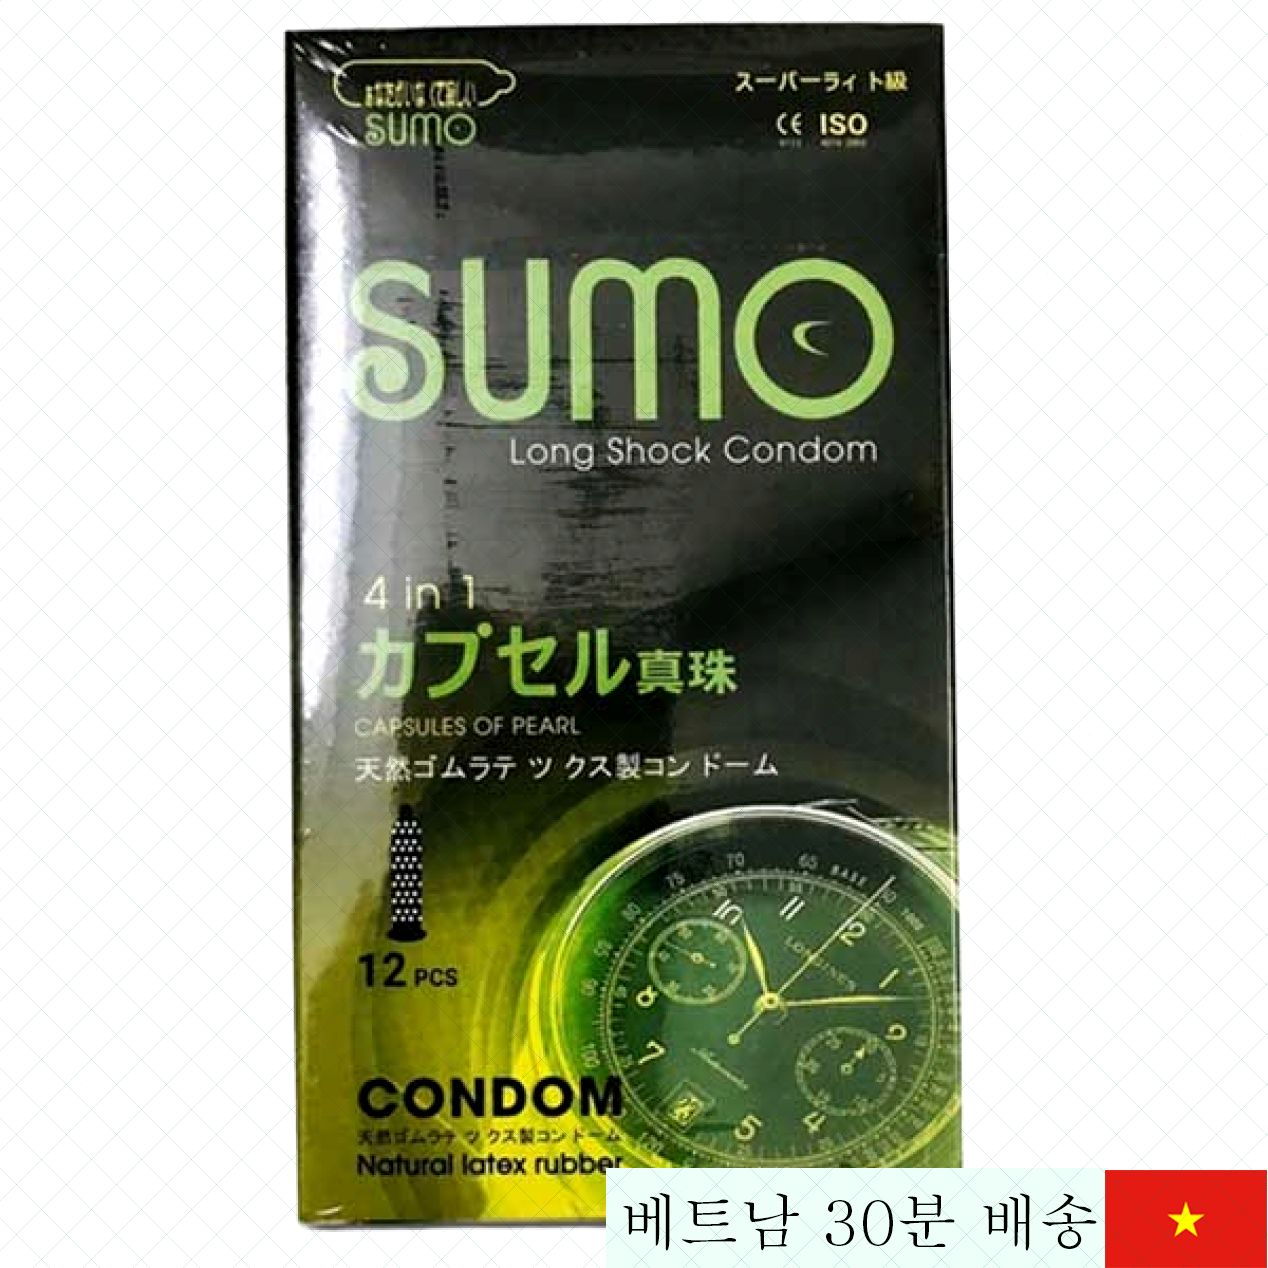 SUMO
スーパーライト級
CE ISO
SUMO
Long Shock Condom
4 in 1
カプセル真珠
CAPSULES OF PEARL
天然ゴムラテックス製コンドーム
12 PCS
LONGINES
CONDOM
天然ゴムラテックス製コンドーム
Natural latex rubber
베트남 30분 배송